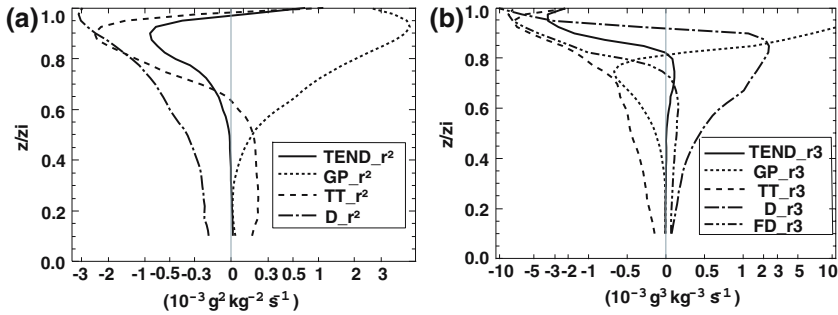 (a)
1.0
0.8
0.6
0.4
0.2
0.0
z/zi
TEND_r²
GP_r²
TT_r²
D_r²
-3 -2 -1 -0.5 -0.3 0 0.3 0.5 1 2 3
(10⁻³ g² kg⁻² s⁻¹)
(b)
1.0
0.8
0.6
0.4
0.2
0.0
z/zi
TEND_r3
GP_r3
TT_r3
D_r3
FD_r3
-10 -5 -3 -2 -1 -0.5 0 0.5 1 2 3 5 10
(10⁻³ g³ kg⁻³ s⁻¹)